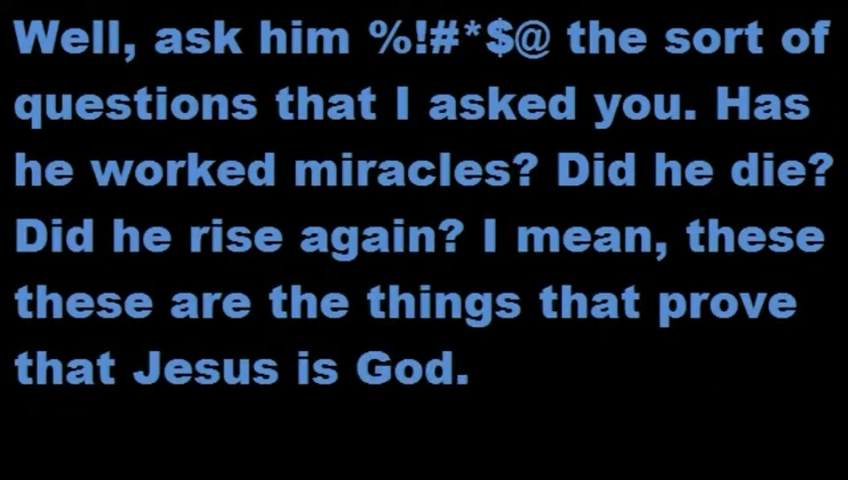 Well, ask him %!#*$@ the sort of
questions that I asked you. Has
he worked miracles? Did he die?
Did he rise again? I mean, these
these are the things that prove
that Jesus is God.